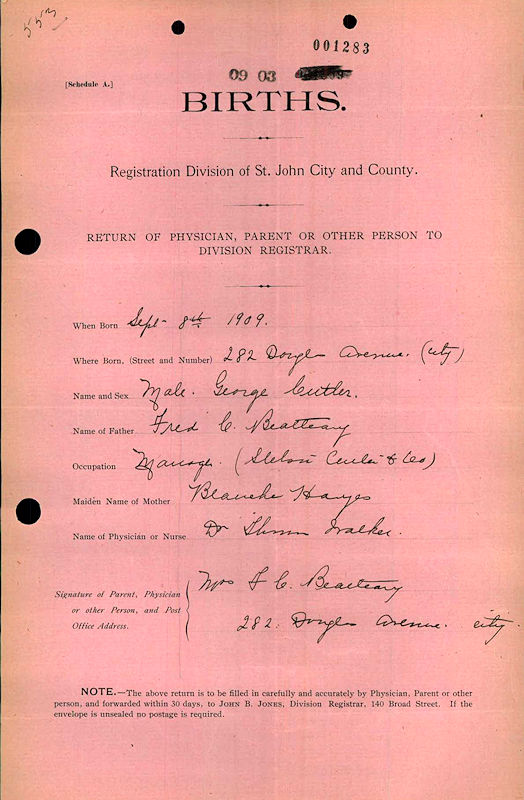 553
001283
09 03
[Schedule A.]
BIRTHS.
Registration Division of St. John City and County.
RETURN OF PHYSICIAN, PARENT OR OTHER PERSON TO
DIVISION REGISTRAR.
When Born Sept 8th 1909.
Where Born, (Street and Number) 282 Douglas Avenue. (city)
Name and Sex Male. George Cutler.
Name of Father Fred C. Beatteay
Occupation Manager. (Stetson Cutler & Co)
Maiden Name of Mother Blanche Hayes
Name of Physician or Nurse Dr Walker.
Signature of Parent, Physician
or other Person, and Post
Office Address.
Mrs F C. Beatteay
282. Douglas Avenue. city.
NOTE.—The above return is to be filled in carefully and accurately by Physician, Parent or other
person, and forwarded within 30 days, to JOHN B. JONES, Division Registrar, 140 Broad Street. If the
envelope is unsealed no postage is required.